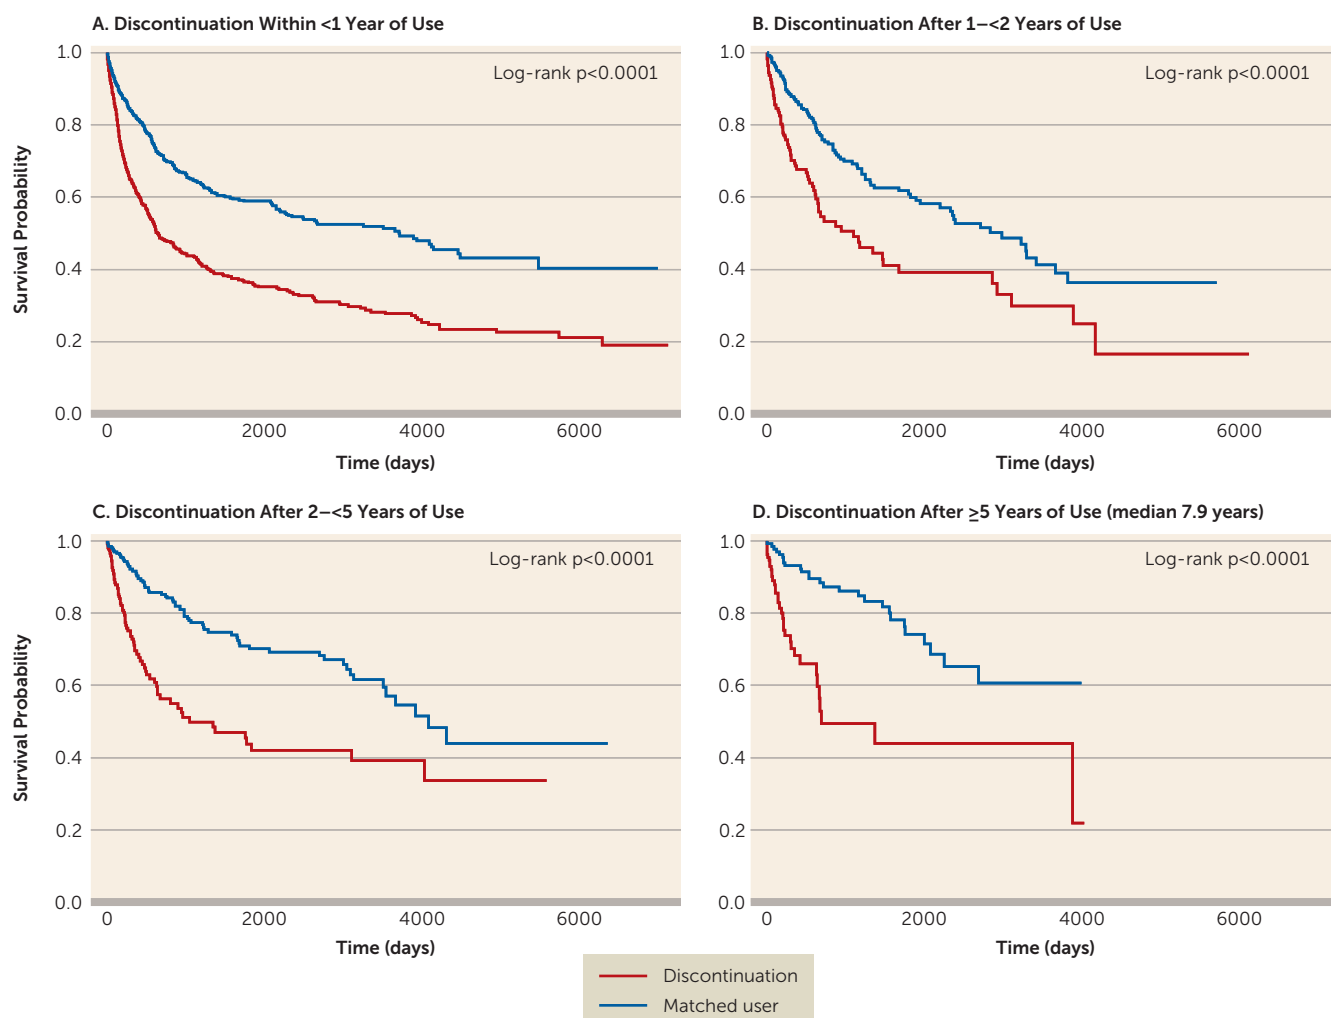 A. Discontinuation Within <1 Year of Use
Log-rank p<0.0001
Survival Probability
1.0
0.8
0.6
0.4
0.2
0.0
0 2000 4000 6000
Time (days)
B. Discontinuation After 1–<2 Years of Use
Log-rank p<0.0001
1.0
0.8
0.6
0.4
0.2
0.0
0 2000 4000 6000
Time (days)
C. Discontinuation After 2–<5 Years of Use
Log-rank p<0.0001
Survival Probability
1.0
0.8
0.6
0.4
0.2
0.0
0 2000 4000 6000
Time (days)
D. Discontinuation After ≥5 Years of Use (median 7.9 years)
Log-rank p<0.0001
1.0
0.8
0.6
0.4
0.2
0.0
0 2000 4000 6000
Time (days)
Discontinuation
Matched user